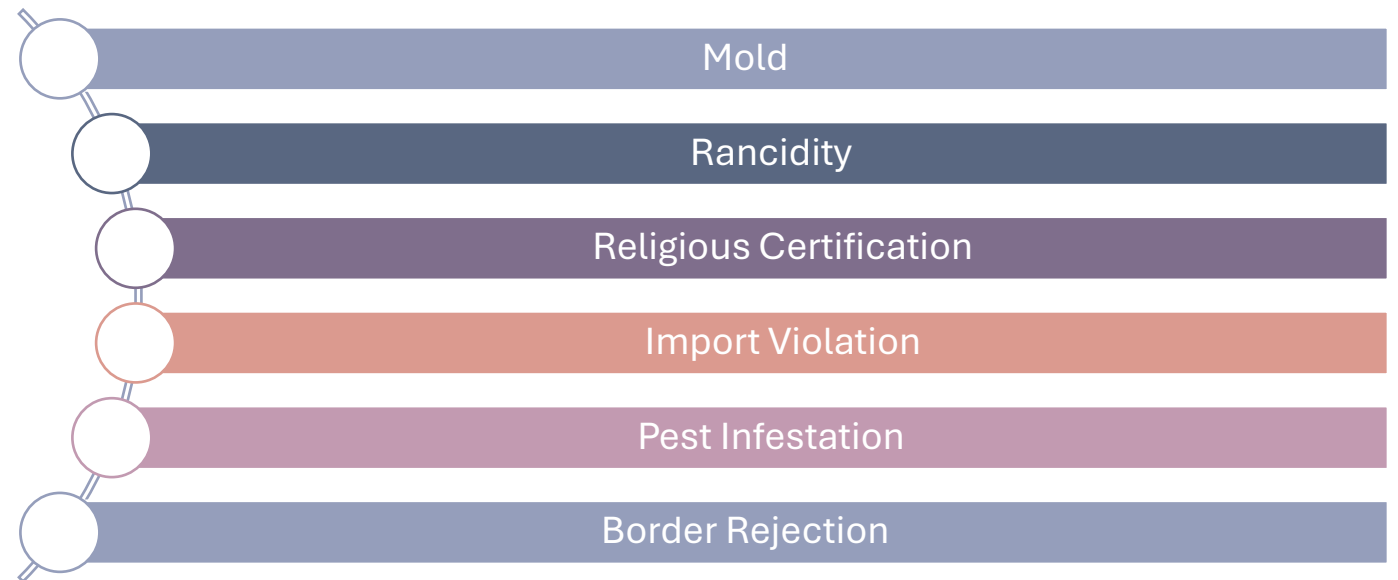 Mold
Rancidity
Religious Certification
Import Violation
Pest Infestation
Border Rejection